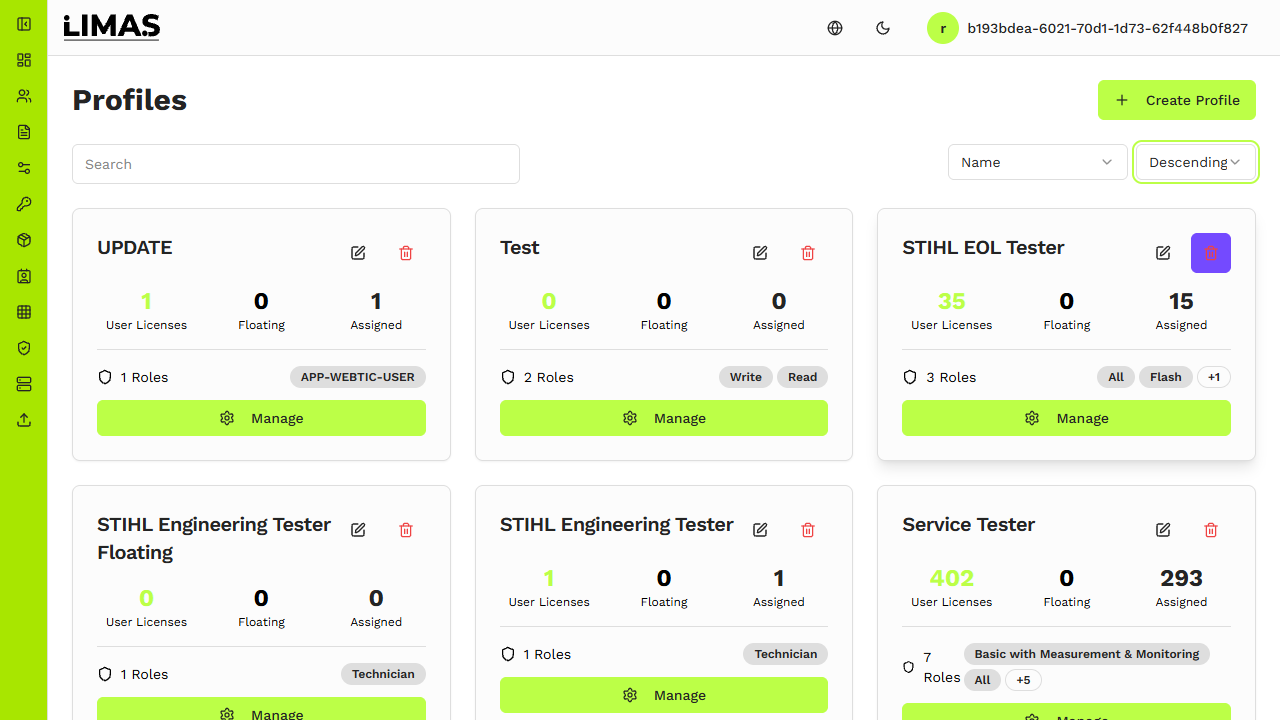 LIMAS
r
b193bdea-6021-70d1-1d73-62f448b0f827
Profiles
Create Profile
Search
Name
Descending
UPDATE
1
0
1
User Licenses
Floating
Assigned
1 Roles
APP-WEBTIC-USER
Manage
Test
0
0
0
User Licenses
Floating
Assigned
2 Roles
Write
Read
Manage
STIHL EOL Tester
35
0
15
User Licenses
Floating
Assigned
3 Roles
All
Flash
+1
Manage
STIHL Engineering Tester
Floating
0
0
0
User Licenses
Floating
Assigned
1 Roles
Technician
Manage
STIHL Engineering Tester
1
0
1
User Licenses
Floating
Assigned
1 Roles
Technician
Manage
Service Tester
402
0
293
User Licenses
Floating
Assigned
7
Roles
Basic with Measurement & Monitoring
All
+5
Manage